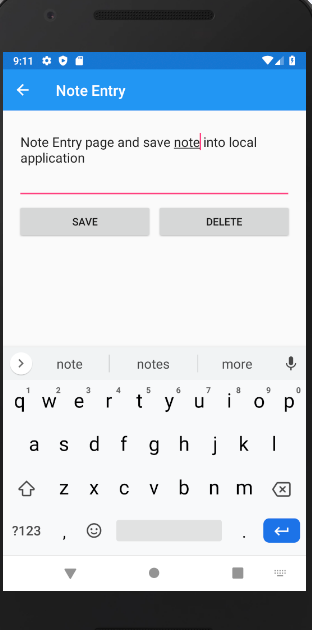 9:11
Note Entry
Note Entry page and save note into local
application
SAVE DELETE
note notes more
1 2 3 4 5 6 7 8 9 0
q w e r t y u i o p
a s d f g h j k l
z x c v b n m
?123 , .